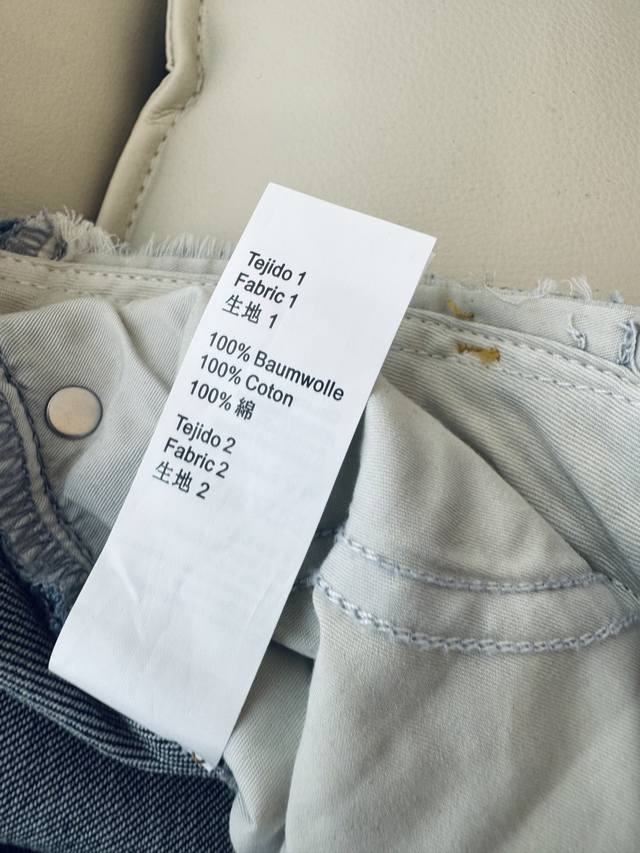 Tejido 1
Fabric 1
生地 1
100% Baumwolle
100% Coton
100% 綿
Tejido 2
Fabric 2
生地 2